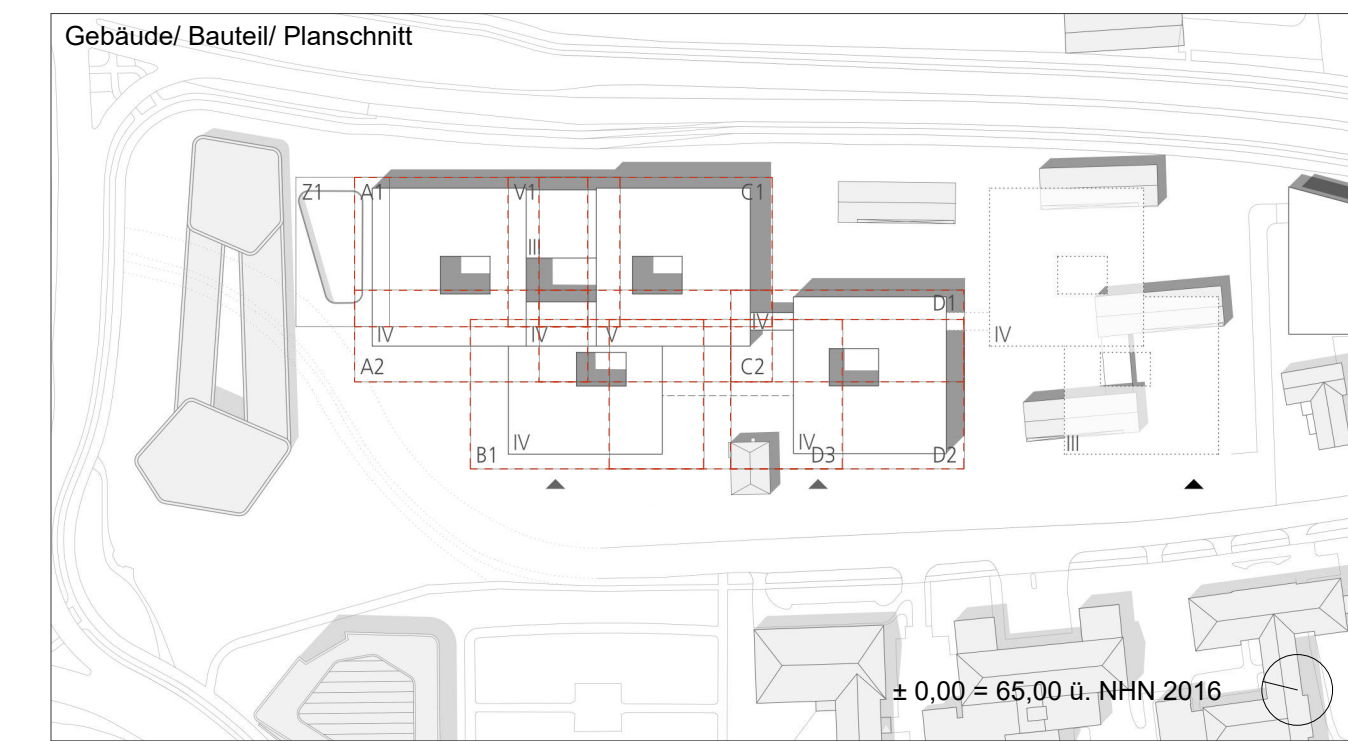 Gebäude/ Bauteil/ Planschnitt
Z1 A1 V1 C1
III
D1
IV IV V IV IV
A2 C2
IV IV III
B1 D3 D2
± 0,00 = 65,00 ü. NHN 2016